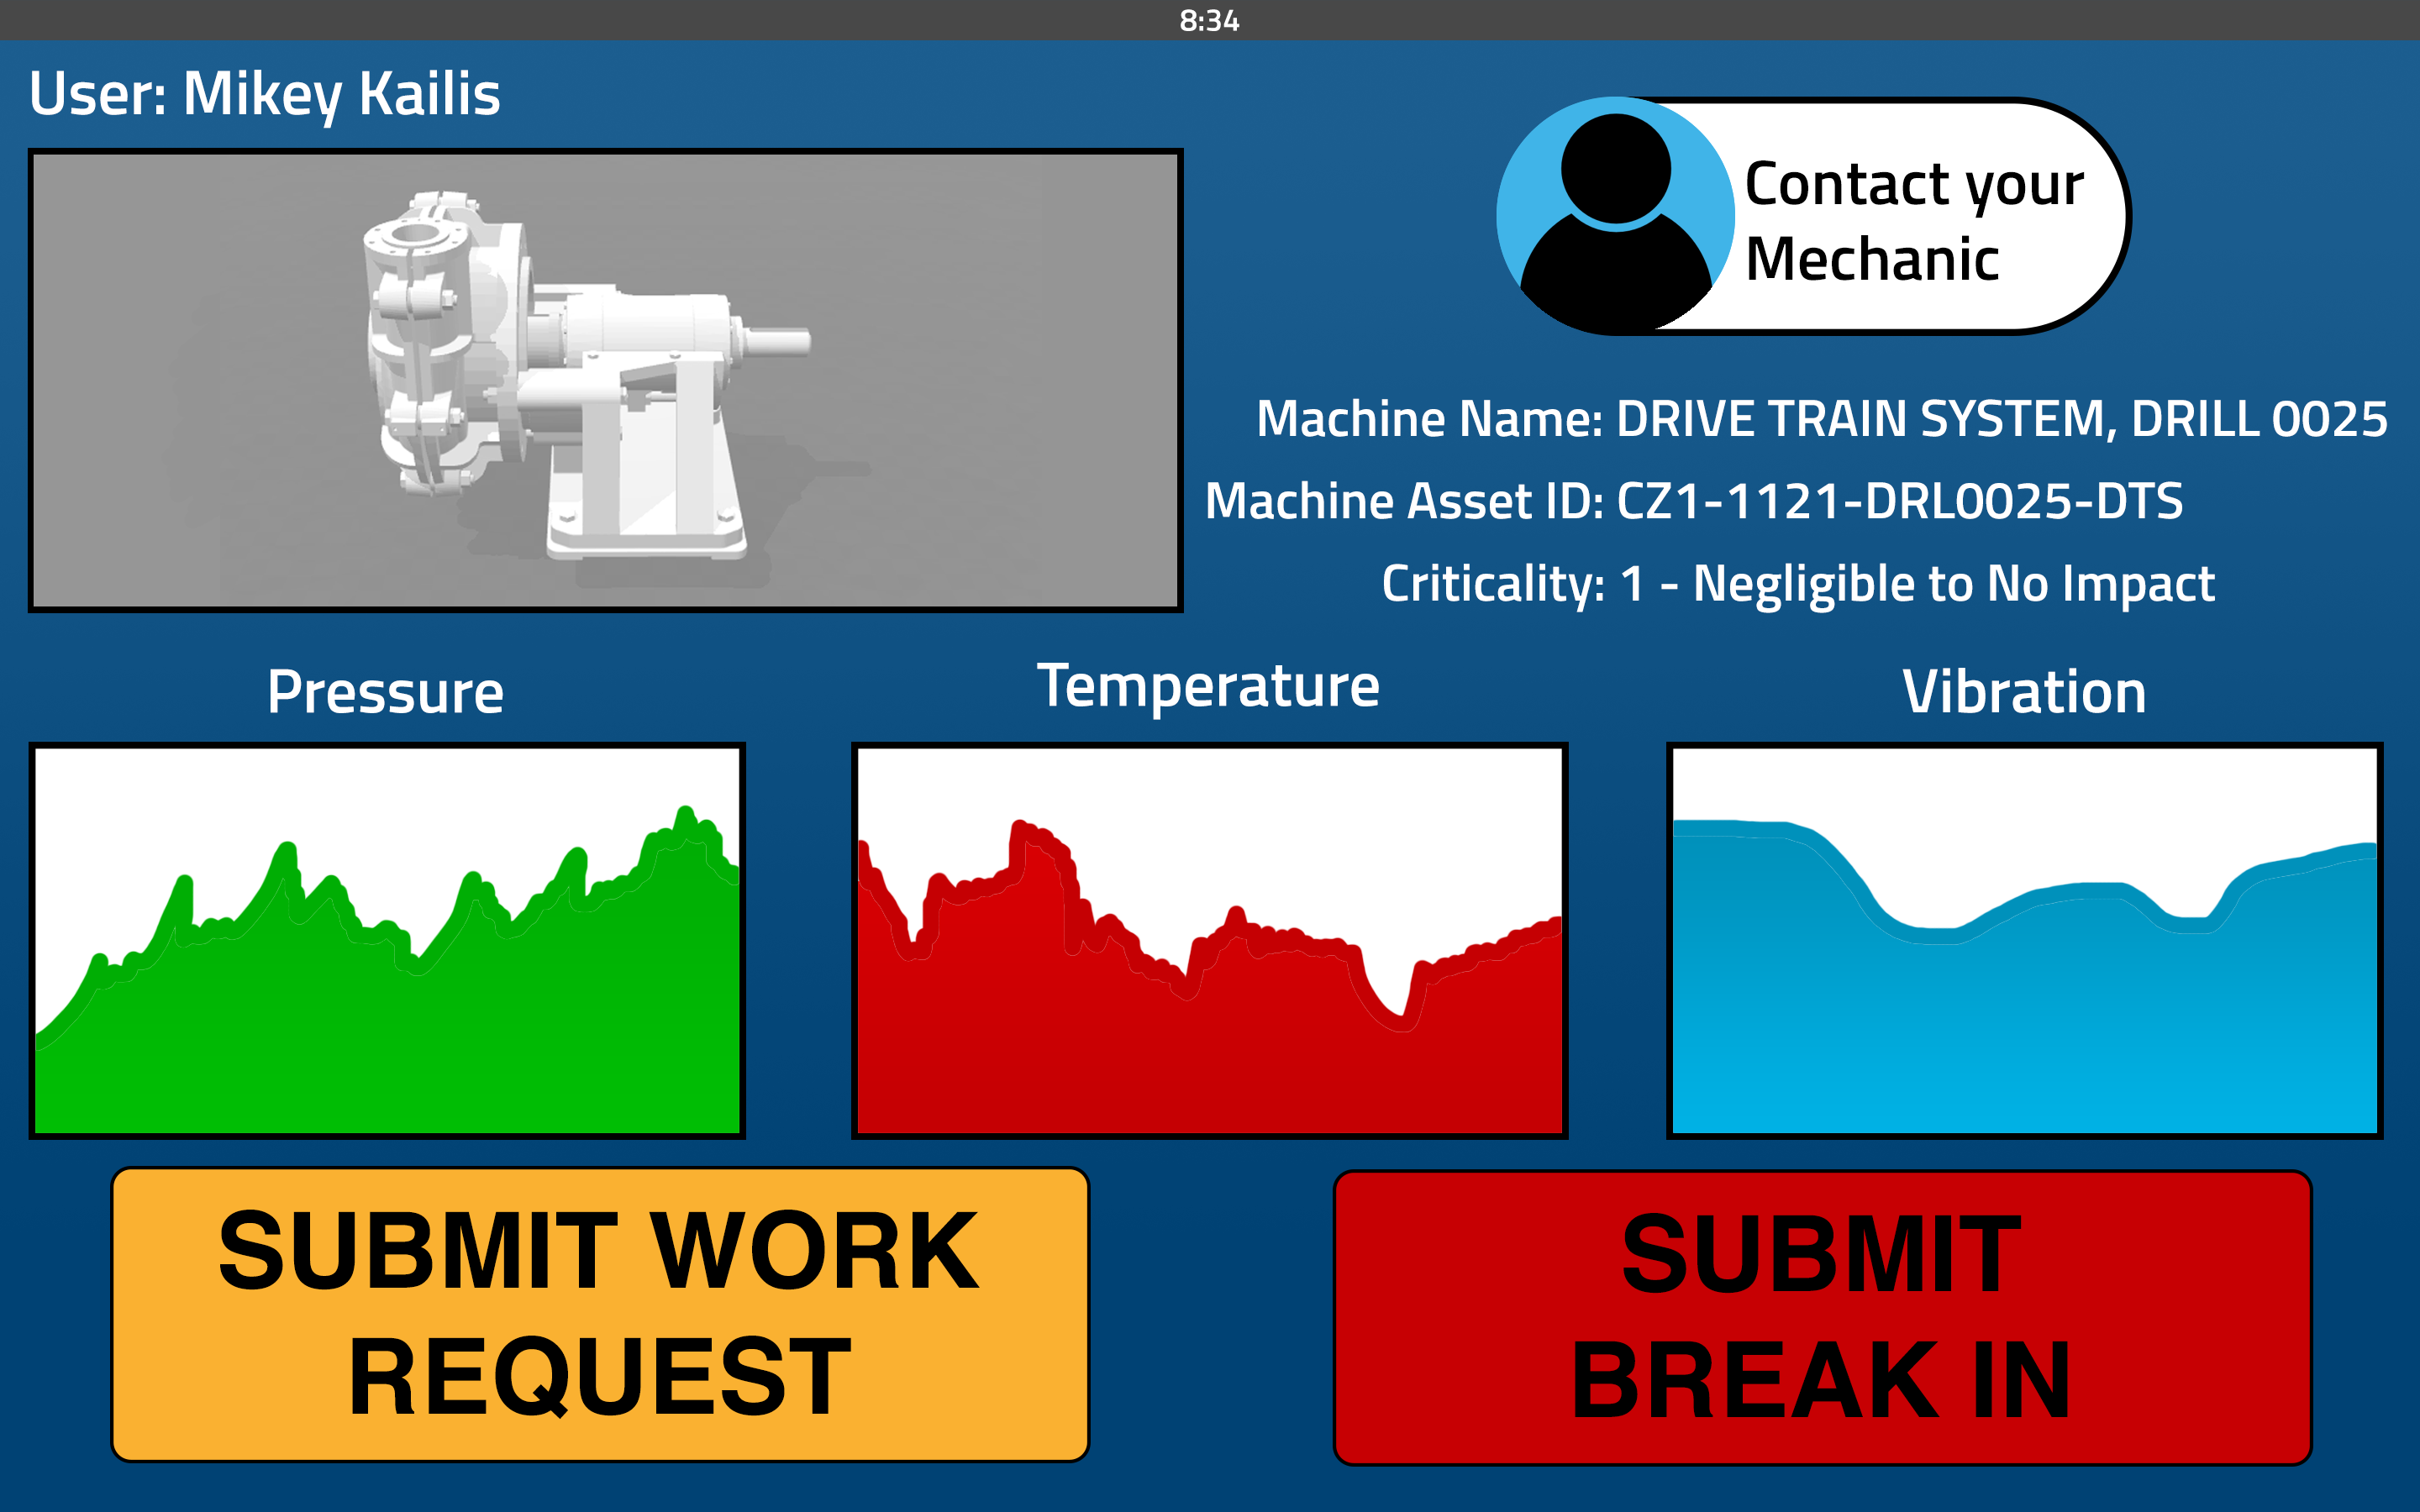 8:34
User: Mikey Kailis
Contact your
Mechanic
Machine Name: DRIVE TRAIN SYSTEM, DRILL 0025
Machine Asset ID: CZ1-1121-DRL0025-DTS
Criticality: 1 - Negligible to No Impact
Pressure
Temperature
Vibration
SUBMIT WORK
REQUEST
SUBMIT
BREAK IN